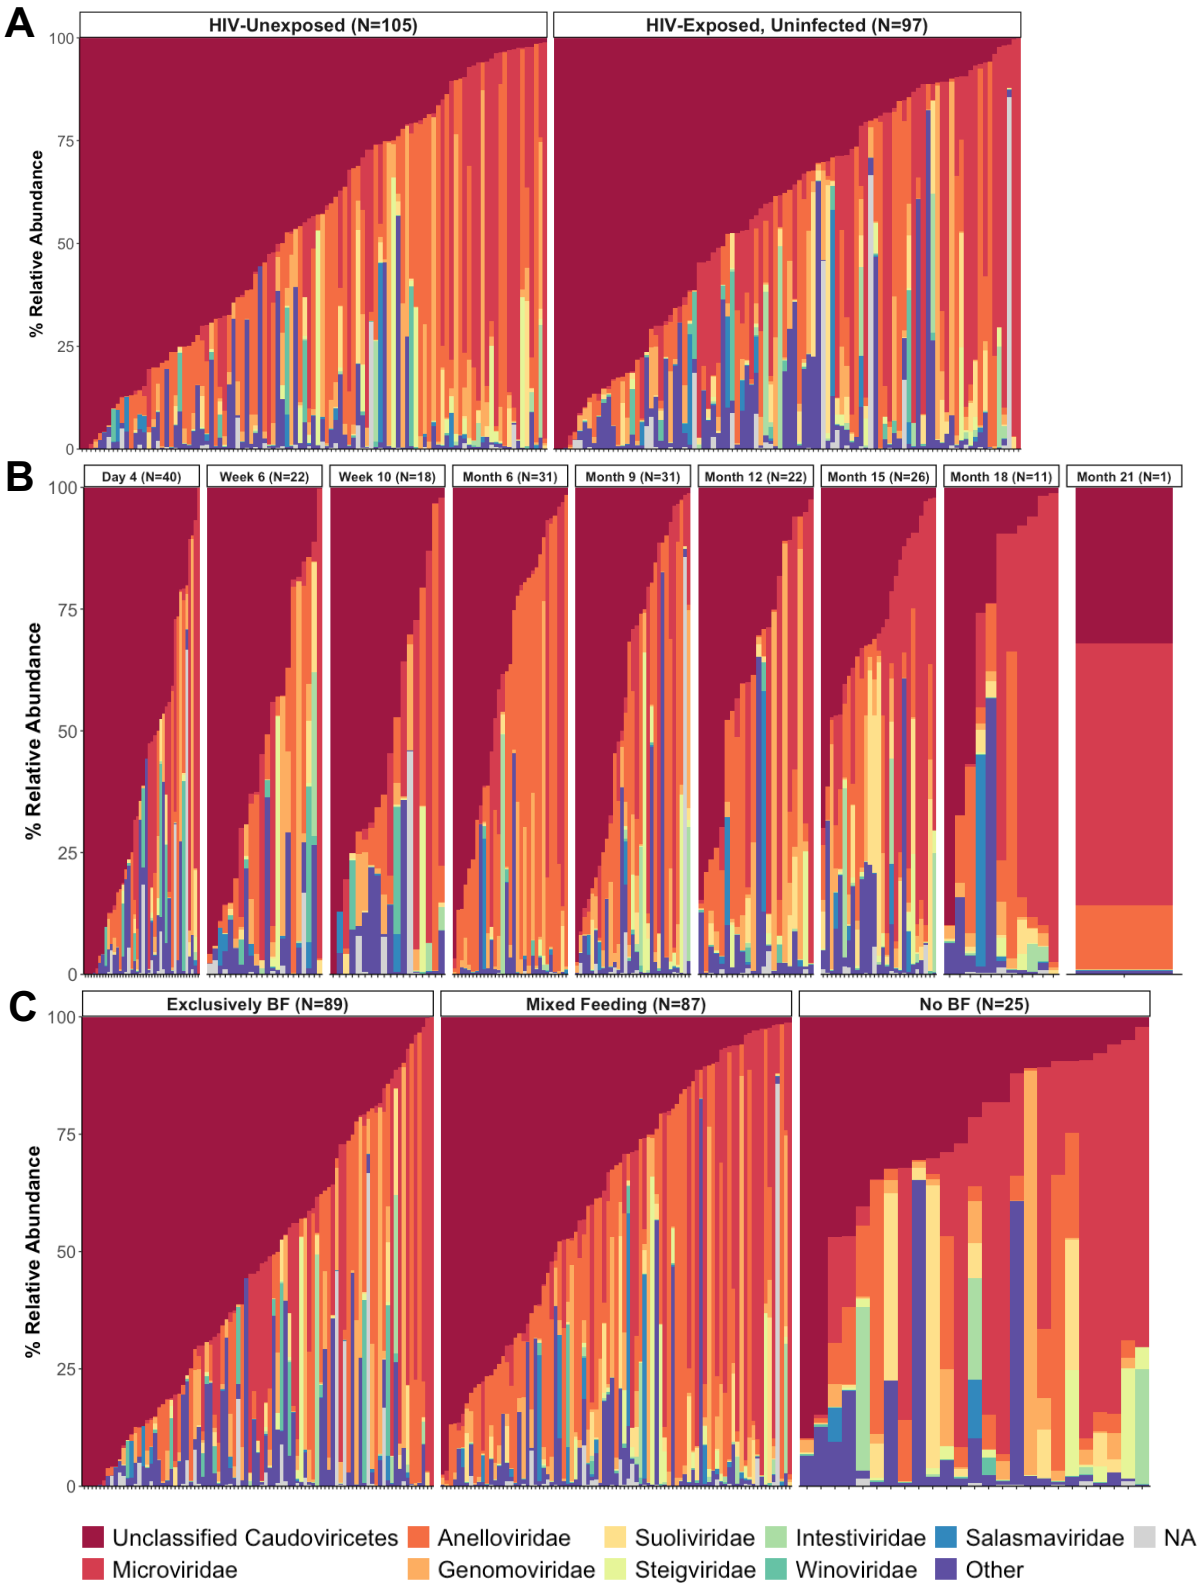 A
HIV-Unexposed (N=105)
HIV-Exposed, Uninfected (N=97)
100
75
50
25
0
% Relative Abundance
B
Day 4 (N=40)
Week 6 (N=22)
Week 10 (N=18)
Month 6 (N=31)
Month 9 (N=31)
Month 12 (N=22)
Month 15 (N=26)
Month 18 (N=11)
Month 21 (N=1)
100
75
50
25
0
% Relative Abundance
C
Exclusively BF (N=89)
Mixed Feeding (N=87)
No BF (N=25)
100
75
50
25
0
% Relative Abundance
Unclassified Caudoviricetes
Anelloviridae
Suoliviridae
Intestiviridae
Salasmaviridae
NA
Microviridae
Genomoviridae
Steigviridae
Winoviridae
Other